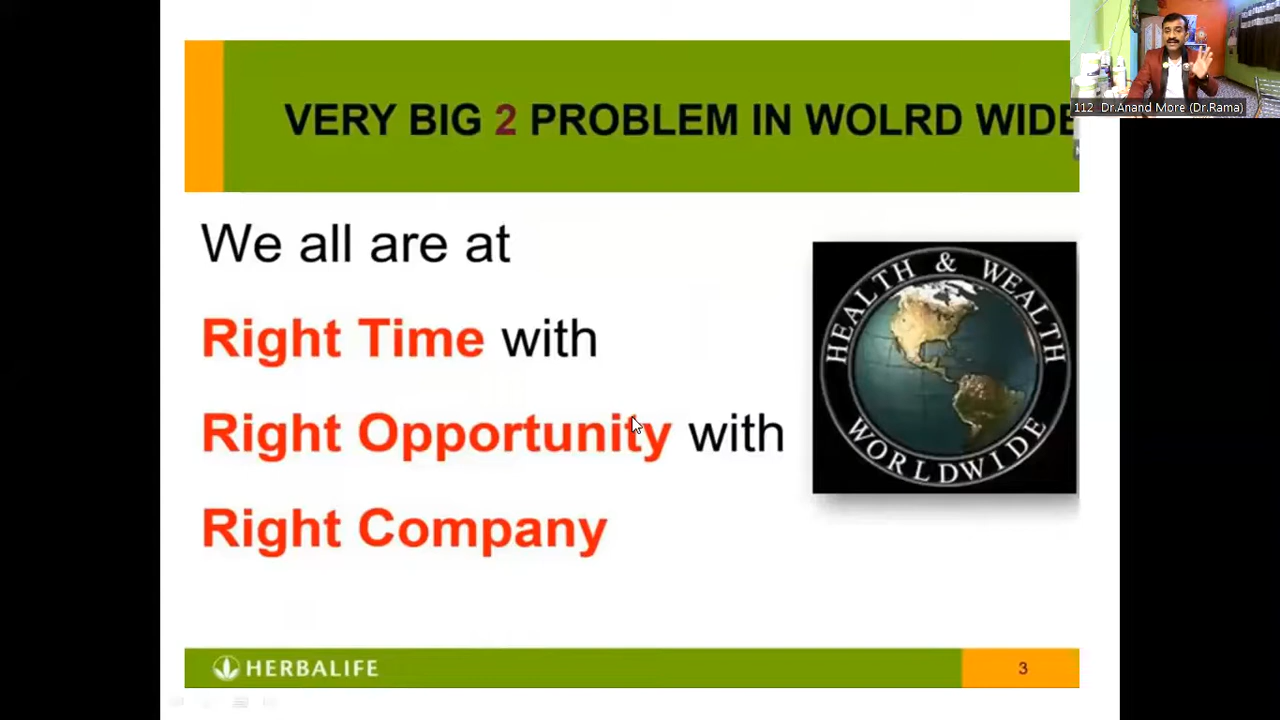 VERY BIG 2 PROBLEM IN WOLRD WIDE
112 Dr.Anand More (Dr.Rama)
We all are at
Right Time with
Right Opportunity with
Right Company
HEALTH & WEALTH
WORLDWIDE
HERBALIFE
3